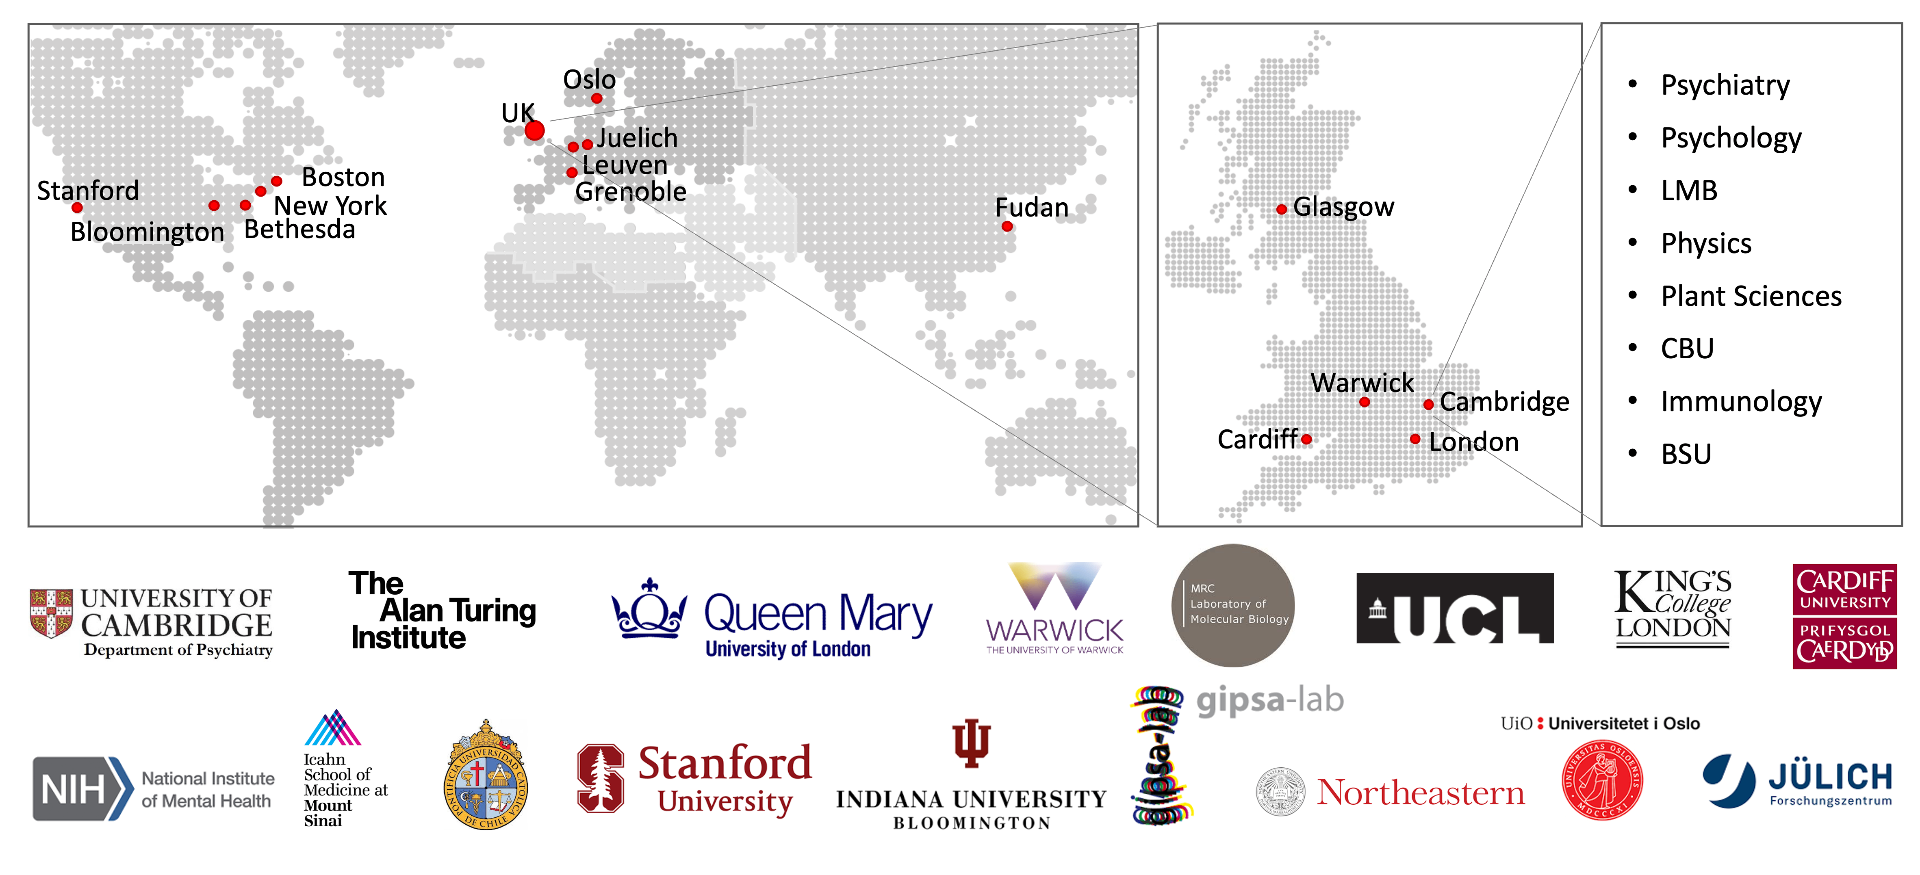 Oslo
UK
Juelich
Leuven
Grenoble
Boston
New York
Bethesda
Stanford
Bloomington
Fudan
Glasgow
Warwick
Cambridge
Cardiff
London
• Psychiatry
• Psychology
• LMB
• Physics
• Plant Sciences
• CBU
• Immunology
• BSU
UNIVERSITY OF
CAMBRIDGE
Department of Psychiatry
The
Alan Turing
Institute
Queen Mary
University of London
WARWICK
THE UNIVERSITY OF WARWICK
MRC
Laboratory of
Molecular Biology
UCL
KING'S
College
LONDON
CARDIFF
UNIVERSITY
PRIFYSGOL
CAERDYDD
NIH
National Institute
of Mental Health
Icahn
School of
Medicine at
Mount
Sinai
PONTIFICIA UNIVERSIDAD CATOLICA DE CHILE
Stanford
University
INDIANA UNIVERSITY
BLOOMINGTON
gipsa-lab
Northeastern
UiO : Universitetet i Oslo
UNIVERSITAS OSLOENSIS
MDCCCXI
JÜLICH
Forschungszentrum